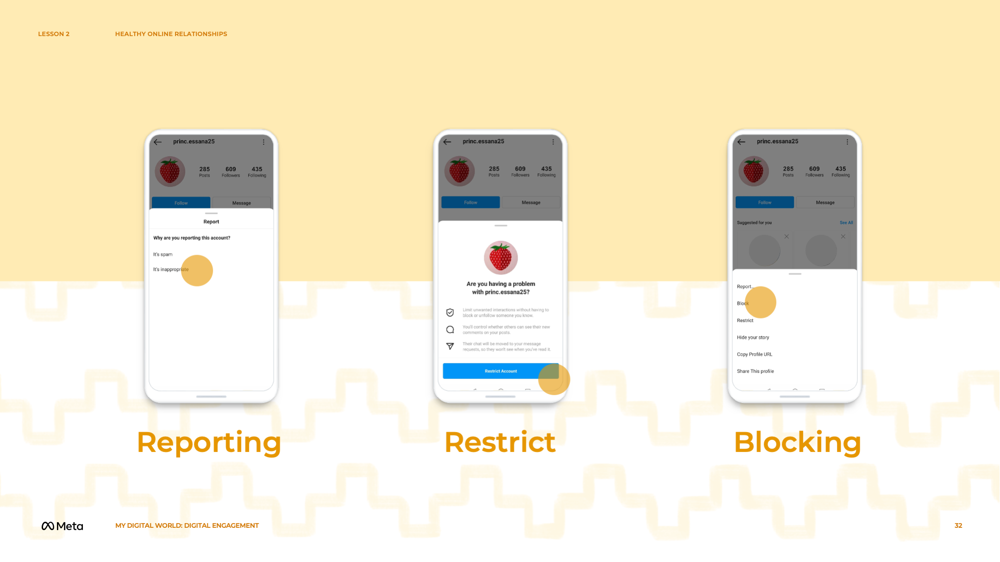 LESSON 2
HEALTHY ONLINE RELATIONSHIPS
princ.essana25
285
609
435
Posts
Followers
Following
Follow
Message
Report
Why are you reporting this account?
It's spam
It's inappropriate
princ.essana25
285
609
435
Posts
Followers
Following
Follow
Message
Are you having a problem
with princ.essana25?
Limit unwanted interactions without having to
block or unfollow someone you know.
You'll control whether others can see their new
comments on your posts.
Their chat will be moved to your message
requests, so they won't see when you've read it.
Restrict Account
princ.essana25
285
609
435
Posts
Followers
Following
Follow
Message
Suggested for you
See All
Report...
Block
Restrict
Hide your story
Copy Profile URL
Share This profile
Reporting
Restrict
Blocking
Meta
MY DIGITAL WORLD: DIGITAL ENGAGEMENT
32